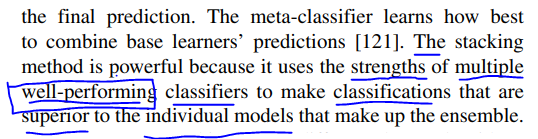 the final prediction. The meta-classifier learns how best
to combine base learners' predictions [121]. The stacking
method is powerful because it uses the strengths of multiple
well-performing classifiers to make classifications that are
superior to the individual models that make up the ensemble.